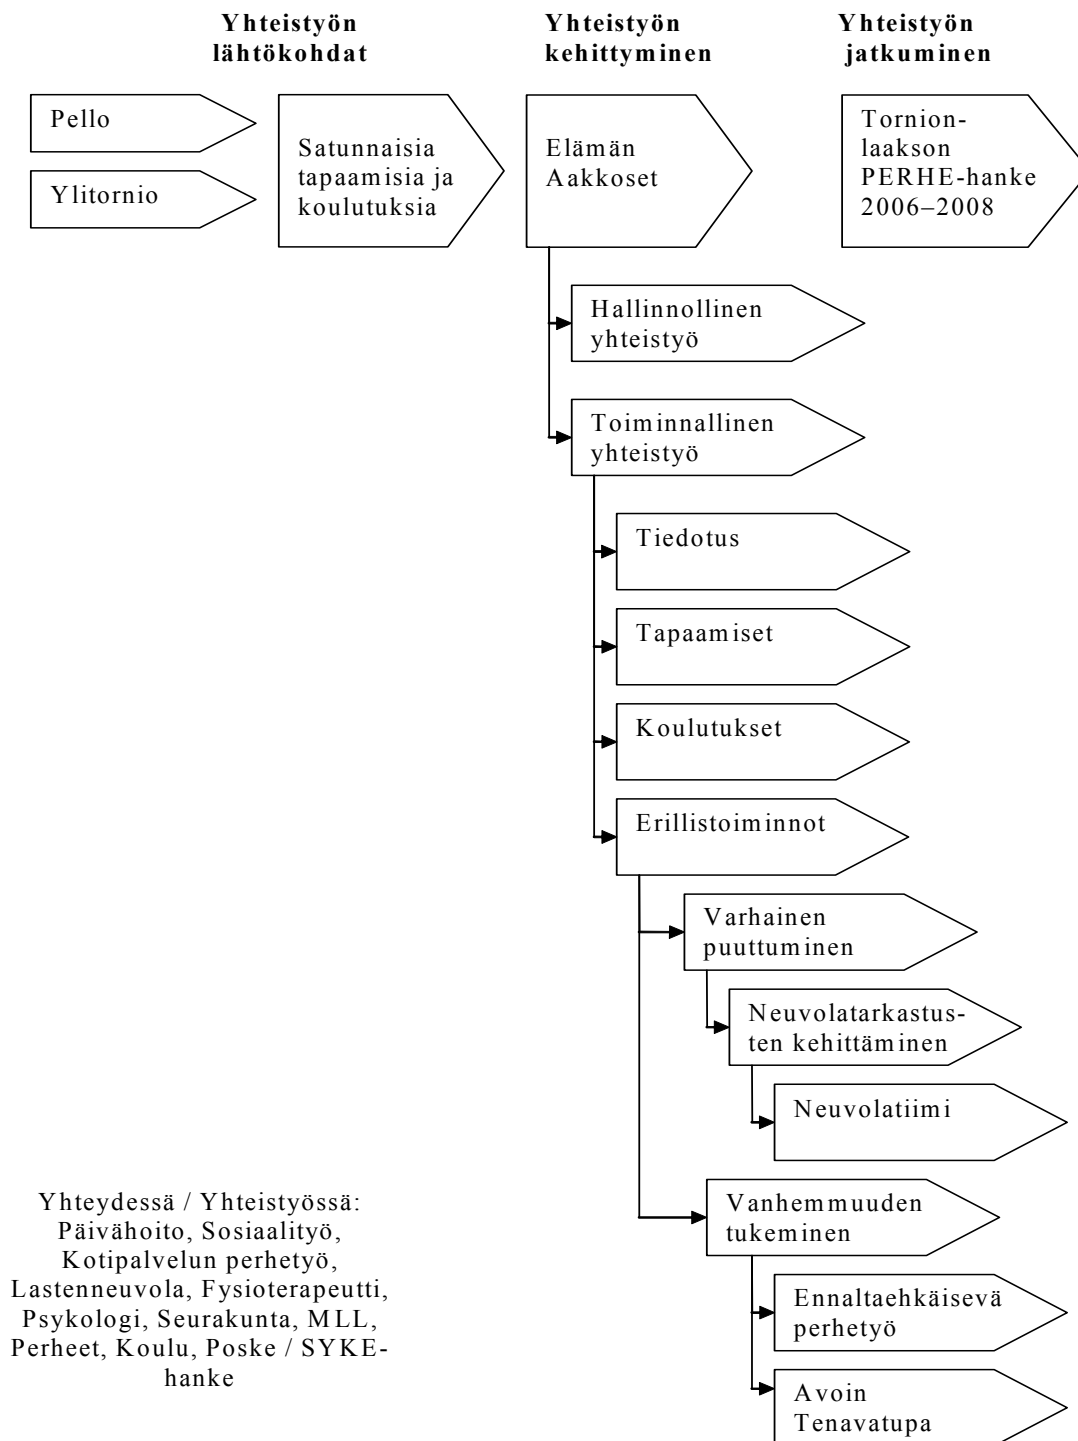 Yhteistyön
lähtökohdat
Yhteistyön
kehittyminen
Yhteistyön
jatkuminen
Pello
Ylitornio
Satunnaisia
tapaamisia ja
koulutuksia
Elämän
Aakkoset
Tornion-
laakson
PERHE-hanke
2006–2008
Hallinnollinen
yhteistyö
Toiminnallinen
yhteistyö
Tiedotus
Tapaamiset
Koulutukset
Erillistoiminnot
Varhainen
puuttuminen
Neuvolatarkastus-
ten kehittäminen
Neuvolatiimi
Vanhemmuuden
tukeminen
Ennaltaehkäisevä
perhetyö
Avoin
Tenavatupa
Yhteydessä / Yhteistyössä:
Päivähoito, Sosiaalityö,
Kotipalvelun perhetyö,
Lastenneuvola, Fysioterapeutti,
Psykologi, Seurakunta, MLL,
Perheet, Koulu, Poske / SYKE-
hanke